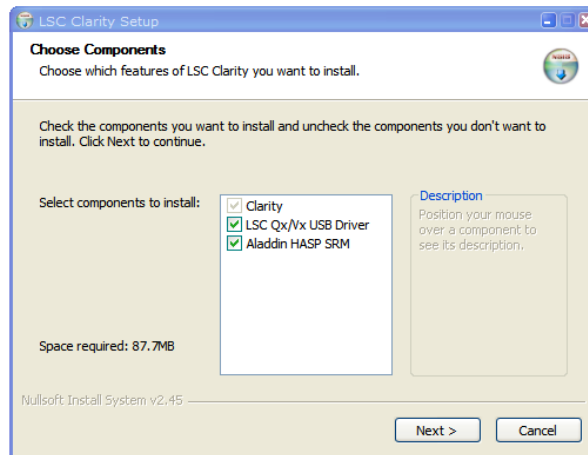 LSC Clarity Setup
Choose Components
Choose which features of LSC Clarity you want to install.
Check the components you want to install and uncheck the components you don't want to
install. Click Next to continue.
Select components to install:
Clarity
LSC Qx/Vx USB Driver
Aladdin HASP SRM
Description
Position your mouse
over a component to
see its description.
Space required: 87.7MB
Nullsoft Install System v2.45
Next >
Cancel